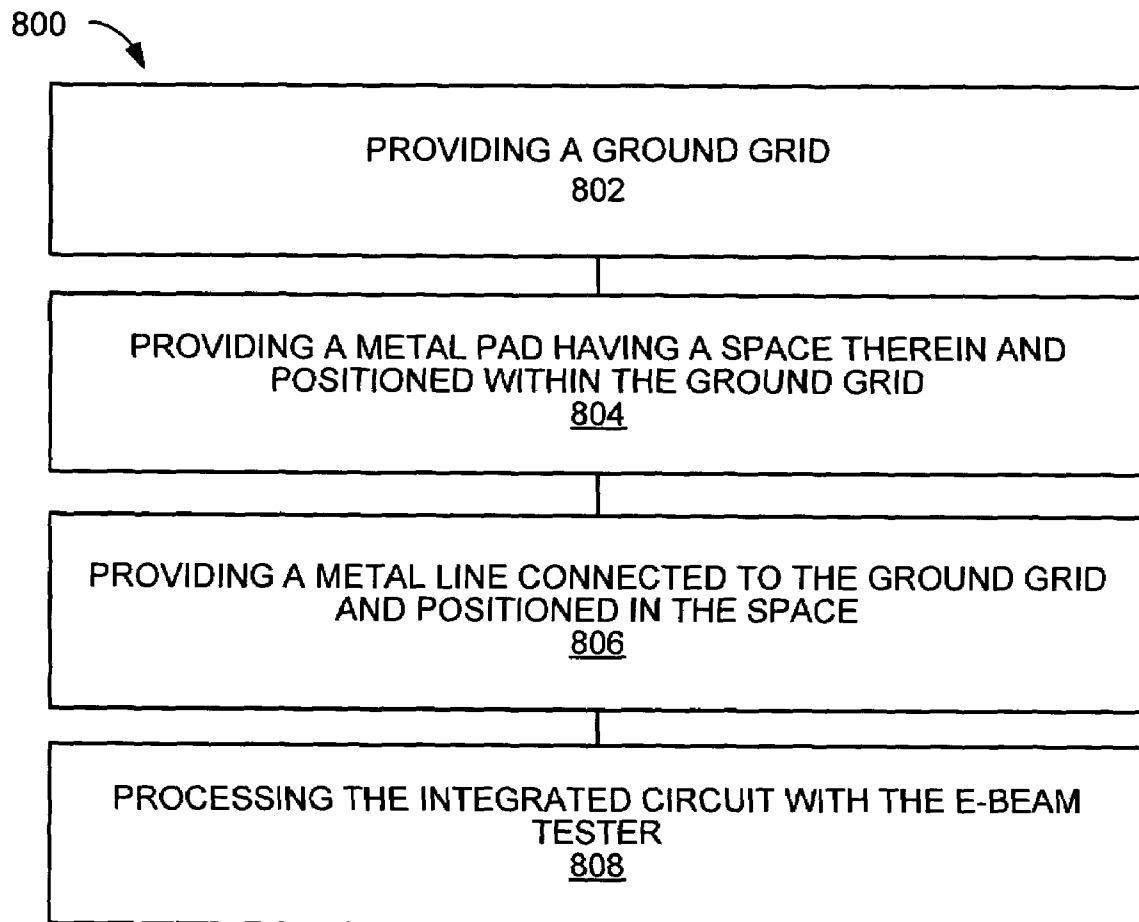 800
PROVIDING A GROUND GRID
802
PROVIDING A METAL PAD HAVING A SPACE THEREIN AND
POSITIONED WITHIN THE GROUND GRID
804
PROVIDING A METAL LINE CONNECTED TO THE GROUND GRID
AND POSITIONED IN THE SPACE
806
PROCESSING THE INTEGRATED CIRCUIT WITH THE E-BEAM
TESTER
808